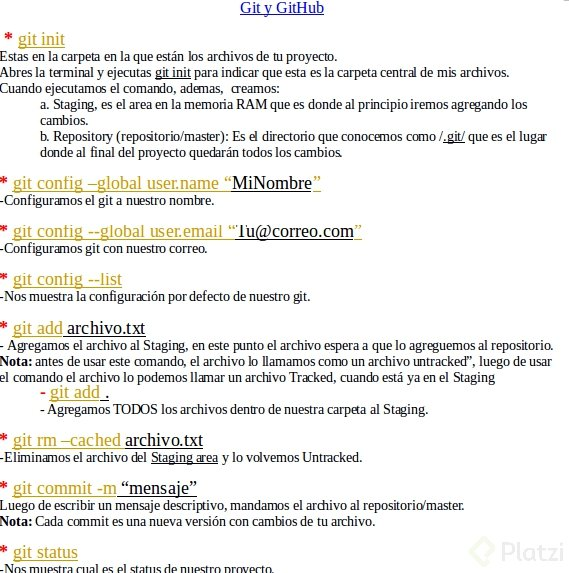 Git y GitHub
* git init
Estas en la carpeta en la que están los archivos de tu proyecto.
Abres la terminal y ejecutas git init para indicar que esta es la carpeta central de mis archivos.
Cuando ejecutamos el comando, ademas,  creamos:
a. Staging, es el area en la memoria RAM que es donde al principio iremos agregando los
cambios.
b. Repository (repositorio/master): Es el directorio que conocemos como /.git/ que es el lugar
donde al final del proyecto quedarán todos los cambios.
* git config –global user.name “MiNombre”
-Configuramos el git a nuestro nombre.
* git config --global user.email “Tu@correo.com”
-Configuramos git con nuestro correo.
* git config --list
-Nos muestra la configuración por defecto de nuestro git.
* git add archivo.txt
- Agregamos el archivo al Staging, en este punto el archivo espera a que lo agreguemos al repositorio.
Nota: antes de usar este comando, el archivo lo llamamos como un archivo untracked”, luego de usar
el comando el archivo lo podemos llamar un archivo Tracked, cuando está ya en el Staging
- git add .
- Agregamos TODOS los archivos dentro de nuestra carpeta al Staging.
* git rm –cached archivo.txt
-Eliminamos el archivo del Staging area y lo volvemos Untracked.
* git commit -m “mensaje”
Luego de escribir un mensaje descriptivo, mandamos el archivo al repositorio/master.
Nota: Cada commit es una nueva versión con cambios de tu archivo.
* git status
-Nos muestra cual es el status de nuestro proyecto.
Platzi